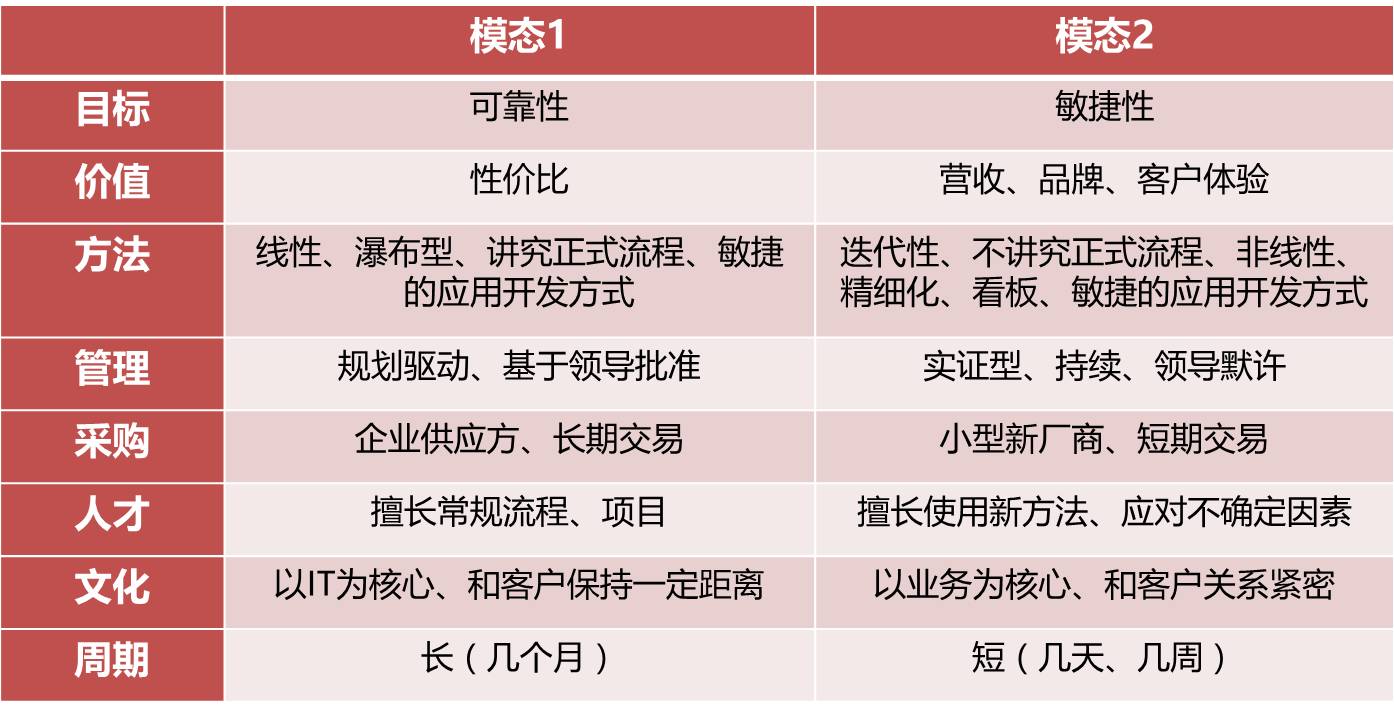 模态1
模态2
目标
可靠性
敏捷性
价值
性价比
营收、品牌、客户体验
方法
线性、瀑布型、讲究正式流程、敏捷
的应用开发方式
迭代性、不讲究正式流程、非线性、
精细化、看板、敏捷的应用开发方式
管理
规划驱动、基于领导批准
实证型、持续、领导默许
采购
企业供应方、长期交易
小型新厂商、短期交易
人才
擅长常规流程、项目
擅长使用新方法、应对不确定因素
文化
以IT为核心、和客户保持一定距离
以业务为核心、和客户关系紧密
周期
长（几个月）
短（几天、几周）